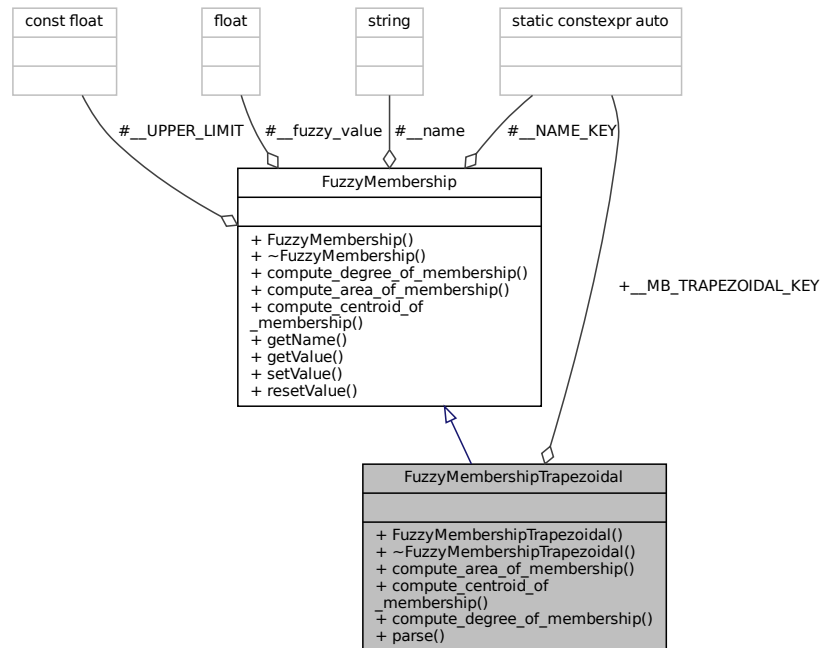 const float
float
string
static constexpr auto
#__UPPER_LIMIT
#__fuzzy_value
#__name
#__NAME_KEY
FuzzyMembership
+ FuzzyMembership()
+ ~FuzzyMembership()
+ compute_degree_of_membership()
+ compute_area_of_membership()
+ compute_centroid_of
_membership()
+ getName()
+ getValue()
+ setValue()
+ resetValue()
+__MB_TRAPEZOIDAL_KEY
FuzzyMembershipTrapezoidal
+ FuzzyMembershipTrapezoidal()
+ ~FuzzyMembershipTrapezoidal()
+ compute_area_of_membership()
+ compute_centroid_of
_membership()
+ compute_degree_of_membership()
+ parse()